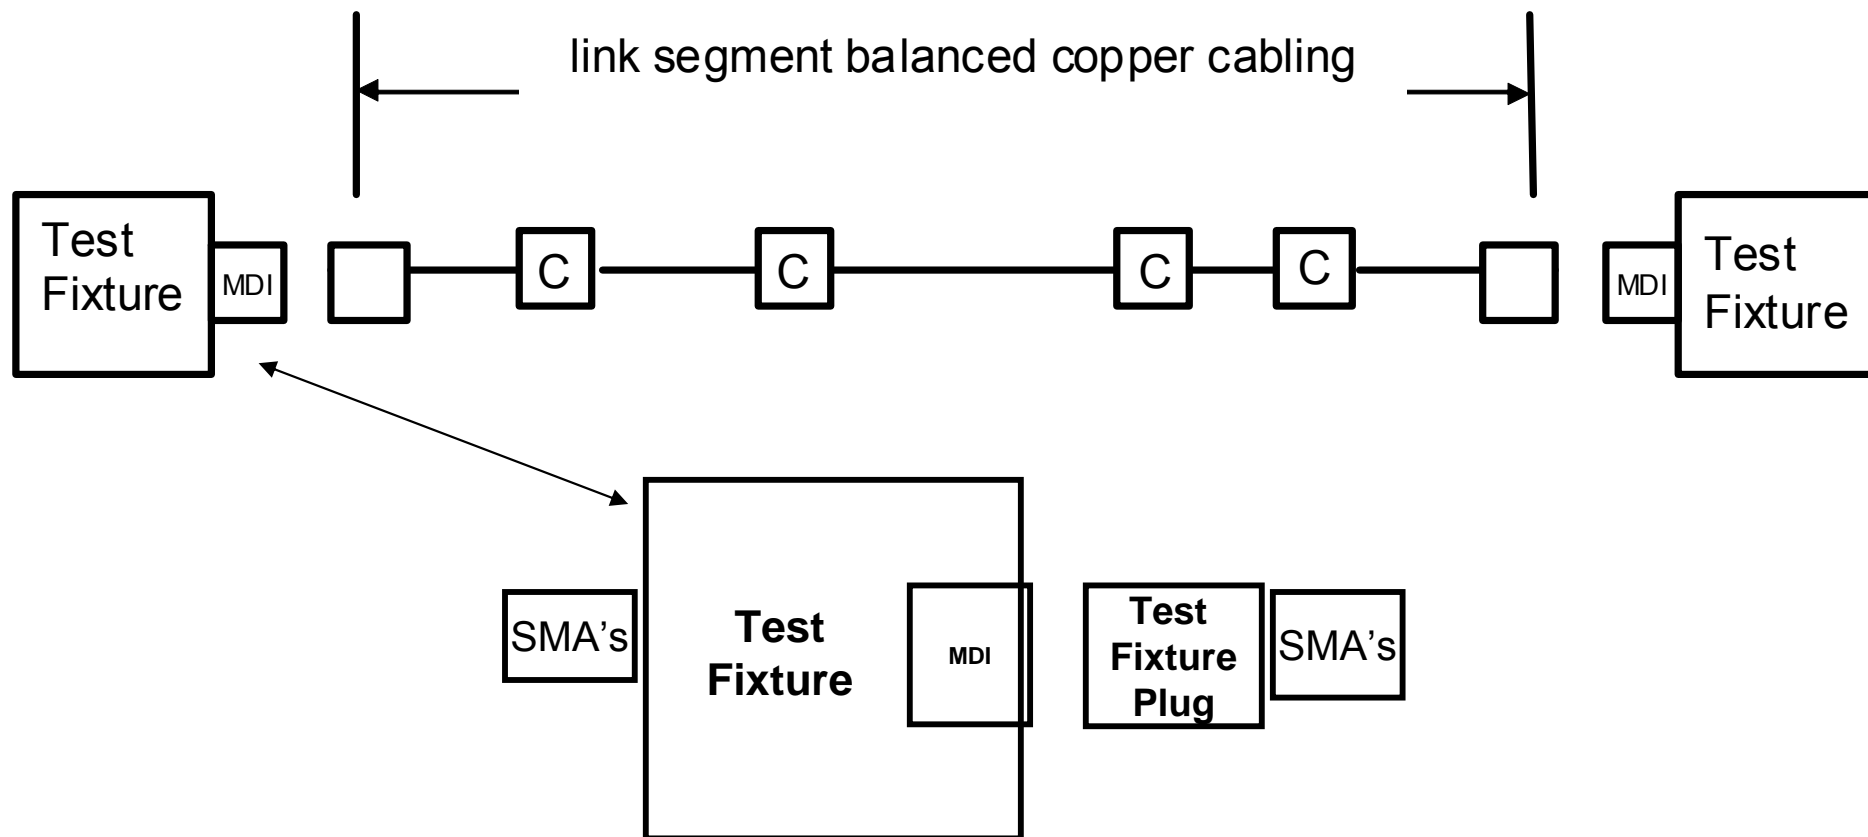 link segment balanced copper cabling
Test
Fixture
MDI
C
C
C
C
MDI
Test
Fixture
SMA's
Test
Fixture
MDI
Test
Fixture
Plug
SMA's